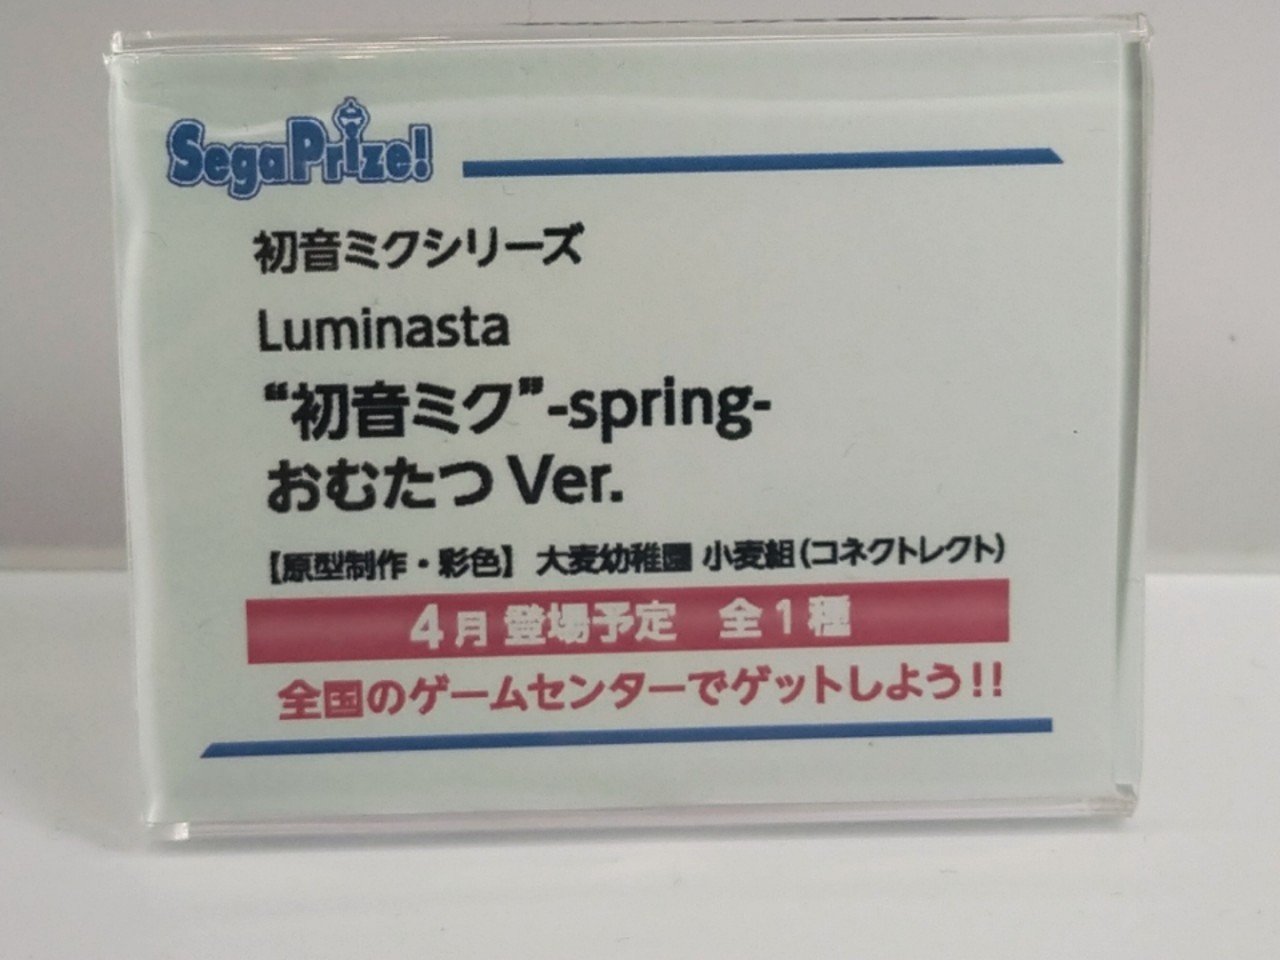 SegaPrize!
初音ミクシリーズ
Luminasta
“初音ミク”-spring-
おむたつ Ver.
【原型制作・彩色】 大麦幼稚園 小麦組(コネクトレクト)
4月 登場予定　全1種
全国のゲームセンターでゲットしよう!!